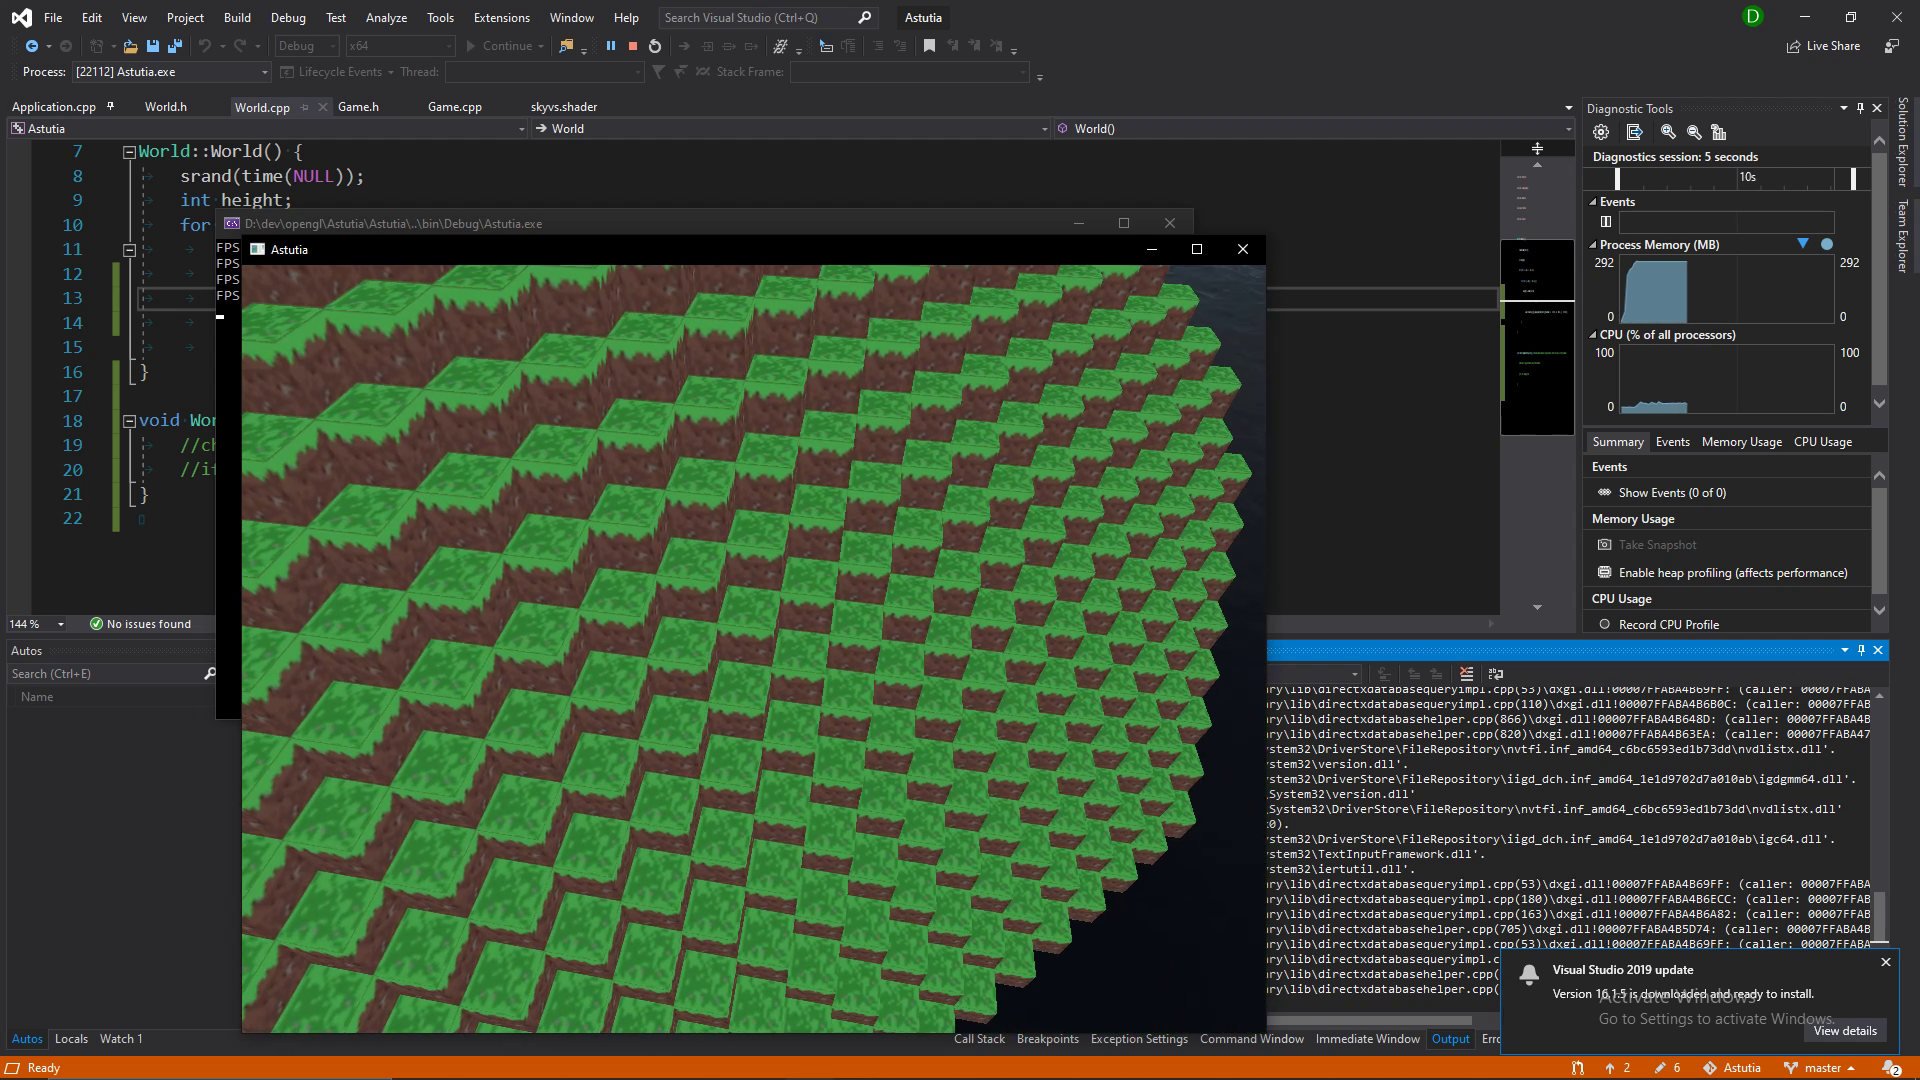 File Edit View Project Build Debug Test Analyze Tools Extensions Window Help Search Visual Studio (Ctrl+Q) Astutia D
Debug x64 Continue Live Share
Process: [22112] Astutia.exe Lifecycle Events Thread: Stack Frame:
Application.cpp World.h World.cpp Game.h Game.cpp skyvs.shader
Astutia World World()
7 World::World() {
8 srand(time(NULL));
9 int height;
10 for
11
12
13
14
15
16 }
17
18 void Wor
19 //ch
20 //if
21 }
22
144 % No issues found
D:\dev\opengl\Astutia\Astutia\..\bin\Debug\Astutia.exe
FPS
FPS
FPS
FPS
Astutia
Diagnostic Tools
Diagnostics session: 5 seconds
10s
Events
Process Memory (MB)
292 292
0 0
CPU (% of all processors)
100 100
0 0
Summary Events Memory Usage CPU Usage
Events
Show Events (0 of 0)
Memory Usage
Take Snapshot
Enable heap profiling (affects performance)
CPU Usage
Record CPU Profile
Solution Explorer
Team Explorer
Autos
Search (Ctrl+E)
Name
Autos Locals Watch 1
ry\lib\directxdatabasequeryimpl.cpp(53)\dxgi.dll!00007FFABA4B69FF: (caller: 00007FFABA
ry\lib\directxdatabasequeryimpl.cpp(110)\dxgi.dll!00007FFABA4B6B0C: (caller: 00007FFAB
ry\lib\directxdatabasehelper.cpp(866)\dxgi.dll!00007FFABA4B648D: (caller: 00007FFABA4B
ry\lib\directxdatabasehelper.cpp(820)\dxgi.dll!00007FFABA4B63EA: (caller: 00007FFABA47
ystem32\DriverStore\FileRepository\nvtfi.inf_amd64_c6bc6593ed1b73dd\nvdlistx.dll'.
ystem32\version.dll'.
ystem32\DriverStore\FileRepository\iigd_dch.inf_amd64_1e1d9702d7a010ab\igdgmm64.dll'.
System32\version.dll'
System32\DriverStore\FileRepository\nvtfi.inf_amd64_c6bc6593ed1b73dd\nvdlistx.dll'
0).
ystem32\DriverStore\FileRepository\iigd_dch.inf_amd64_1e1d9702d7a010ab\igc64.dll'.
ystem32\TextInputFramework.dll'.
ystem32\iertutil.dll'.
ry\lib\directxdatabasequeryimpl.cpp(53)\dxgi.dll!00007FFABA4B69FF: (caller: 00007FFABA
ry\lib\directxdatabasequeryimpl.cpp(180)\dxgi.dll!00007FFABA4B6ECC: (caller: 00007FFAB
ry\lib\directxdatabasequeryimpl.cpp(163)\dxgi.dll!00007FFABA4B6A82: (caller: 00007FFAB
ry\lib\directxdatabasehelper.cpp(705)\dxgi.dll!00007FFABA4B5D74: (caller: 00007FFABA4B
ry\lib\directxdatabasequeryimpl.cpp(53)\dxgi.dll!00007FFABA4B69FF: (caller: 00007FFABA
ry\lib\directxdatabasequeryimpl.cp
ry\lib\directxdatabasehelper.cpp(
ry\lib\directxdatabasehelper.cpp(
Visual Studio 2019 update
Version 16.1.5 is downloaded and ready to install.
Activate Windows
Go to Settings to activate Windows.
View details
Call Stack Breakpoints Exception Settings Command Window Immediate Window Output Erro
Ready 2 6 Astutia master 2